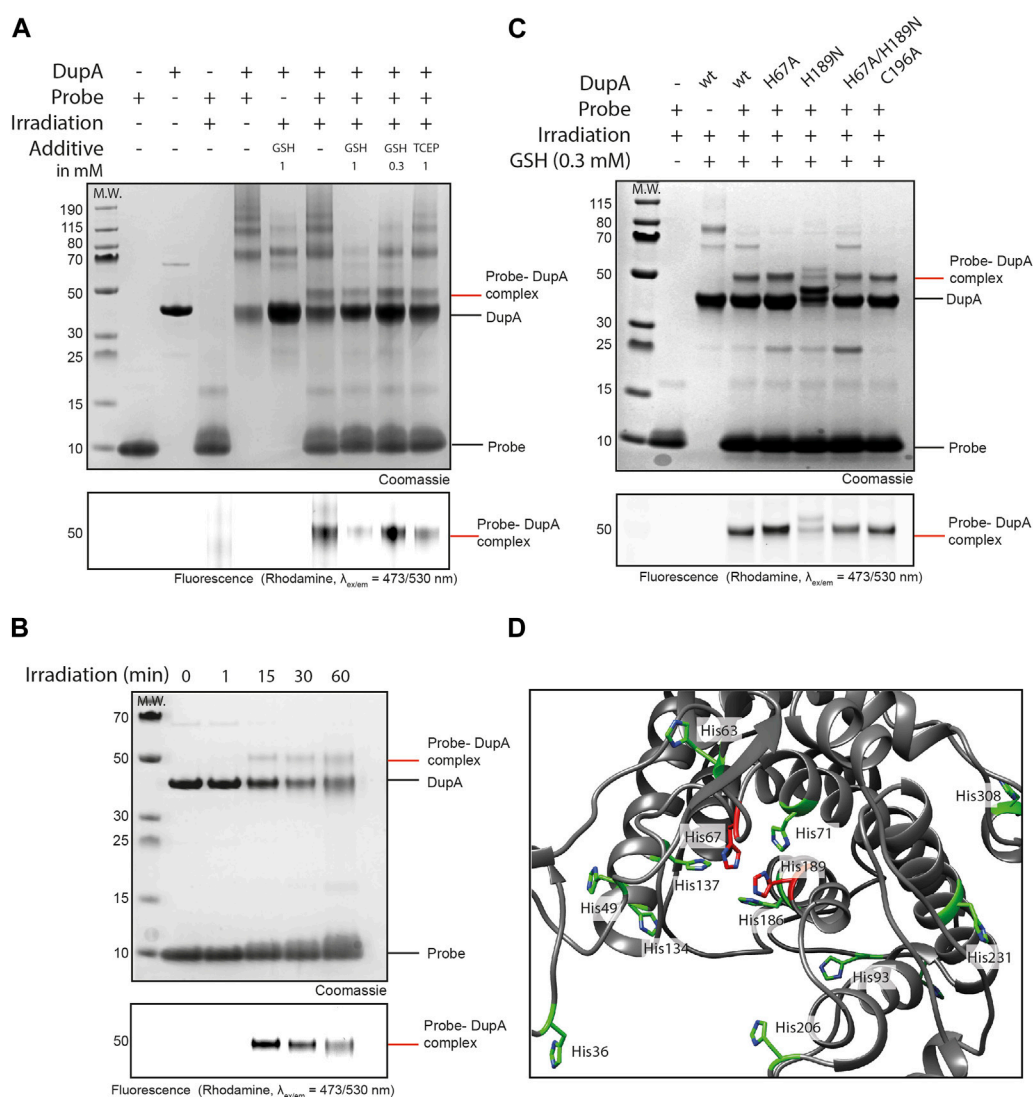 A
DupA - + - + + + + + +
Probe + - + + - + + + +
Irradiation - - + - + + + + +
Additive - - - - GSH - GSH GSH TCEP
in mM 1 1 0.3 1
M.W.
190
115
80
70
50
30
25
15
10
Probe- DupA
complex
DupA
Probe
Coomassie
50
Probe- DupA
complex
Fluorescence (Rhodamine, λex/em = 473/530 nm)
B
Irradiation (min) 0 1 15 30 60
M.W.
70
50
30
25
15
10
Probe- DupA
complex
DupA
Probe
Coomassie
50
Probe- DupA
complex
Fluorescence (Rhodamine, λex/em = 473/530 nm)
C
DupA - wt wt H67A H189N H67A/H189N C196A
Probe + - + + + + +
Irradiation + + + + + + +
GSH (0.3 mM) - + + + + + +
M.W.
115
80
70
50
30
25
15
10
Probe- DupA
complex
DupA
Probe
Coomassie
50
Probe- DupA
complex
Fluorescence (Rhodamine, λex/em = 473/530 nm)
D
His63
His308
His67
His71
His137
His189
His49
His186
His134
His231
His93
His206
His36